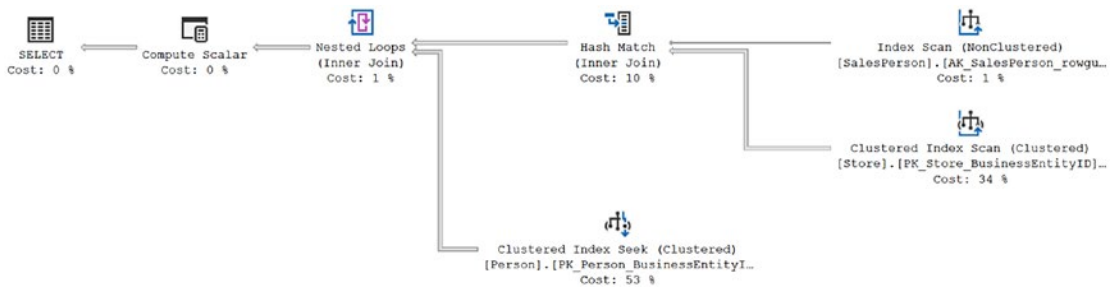 SELECT
Cost: 0 %
Compute Scalar
Cost: 0 %
Nested Loops
(Inner Join)
Cost: 1 %
Hash Match
(Inner Join)
Cost: 10 %
Index Scan (NonClustered)
[SalesPerson].[AK_SalesPerson_rowgu…
Cost: 1 %
Clustered Index Scan (Clustered)
[Store].[PK_Store_BusinessEntityID]…
Cost: 34 %
Clustered Index Seek (Clustered)
[Person].[PK_Person_BusinessEntityI…
Cost: 53 %